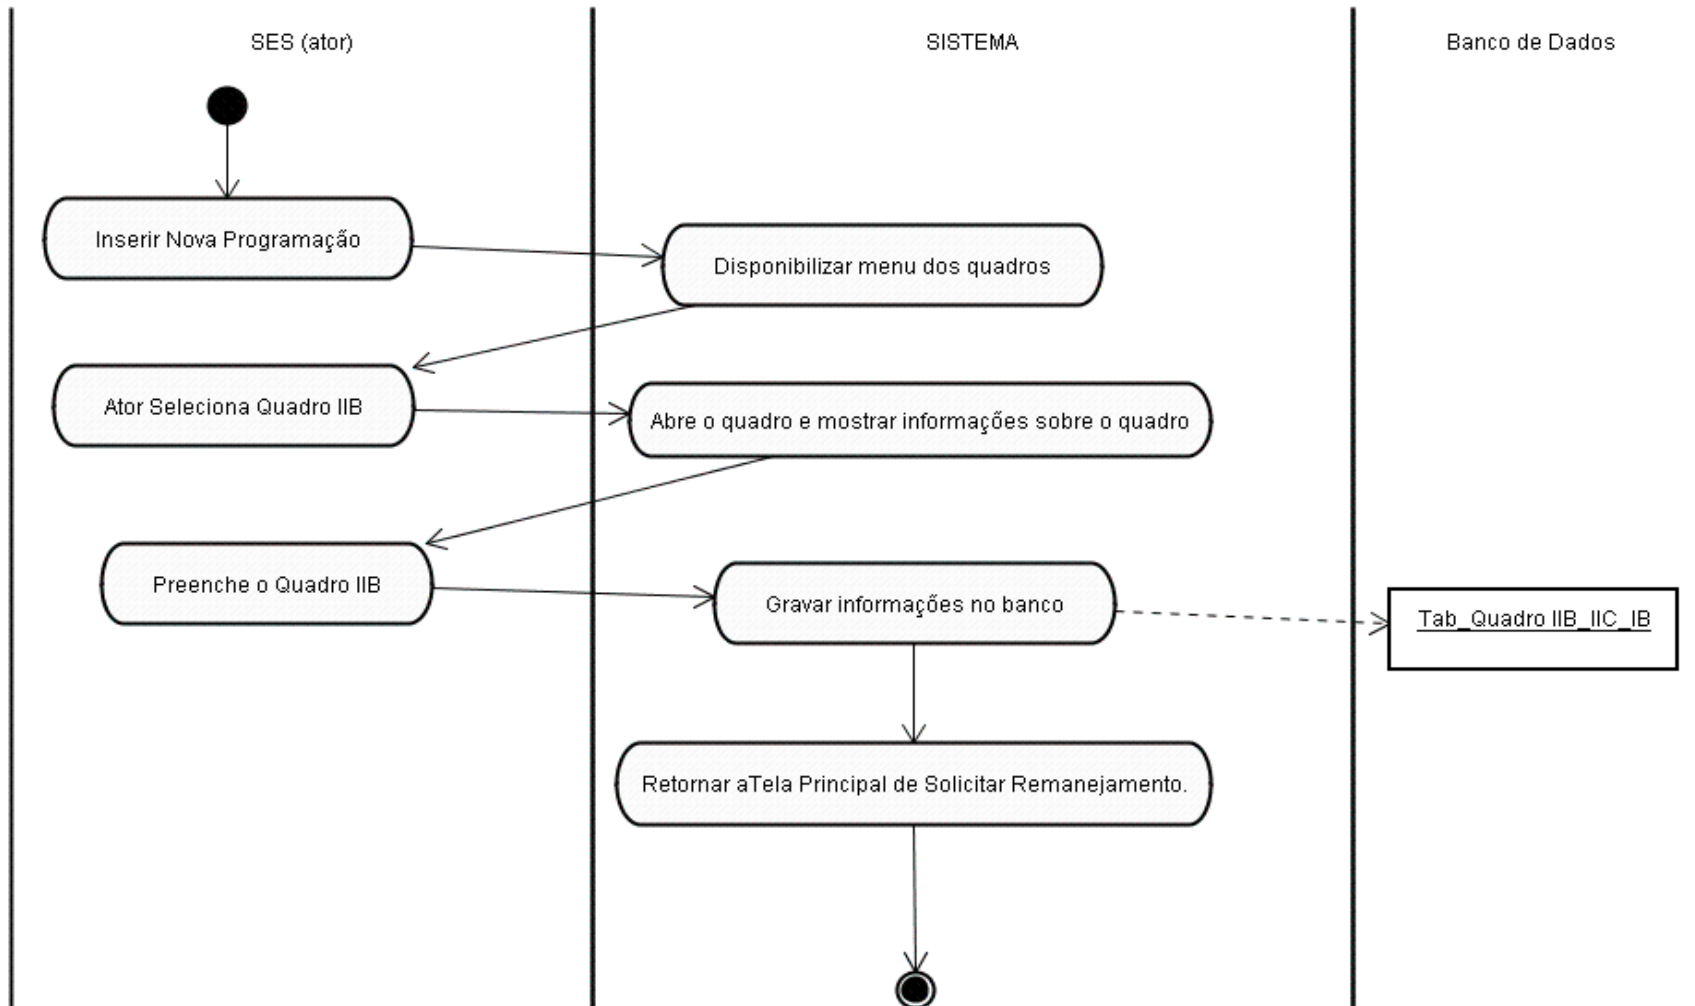 SES (ator)
SISTEMA
Banco de Dados
Inserir Nova Programação
Disponibilizar menu dos quadros
Ator Seleciona Quadro IIB
Abre o quadro e mostrar informações sobre o quadro
Preenche o Quadro IIB
Gravar informações no banco
Tab_Quadro IIB_IIC_IB
Retornar aTela Principal de Solicitar Remanejamento.